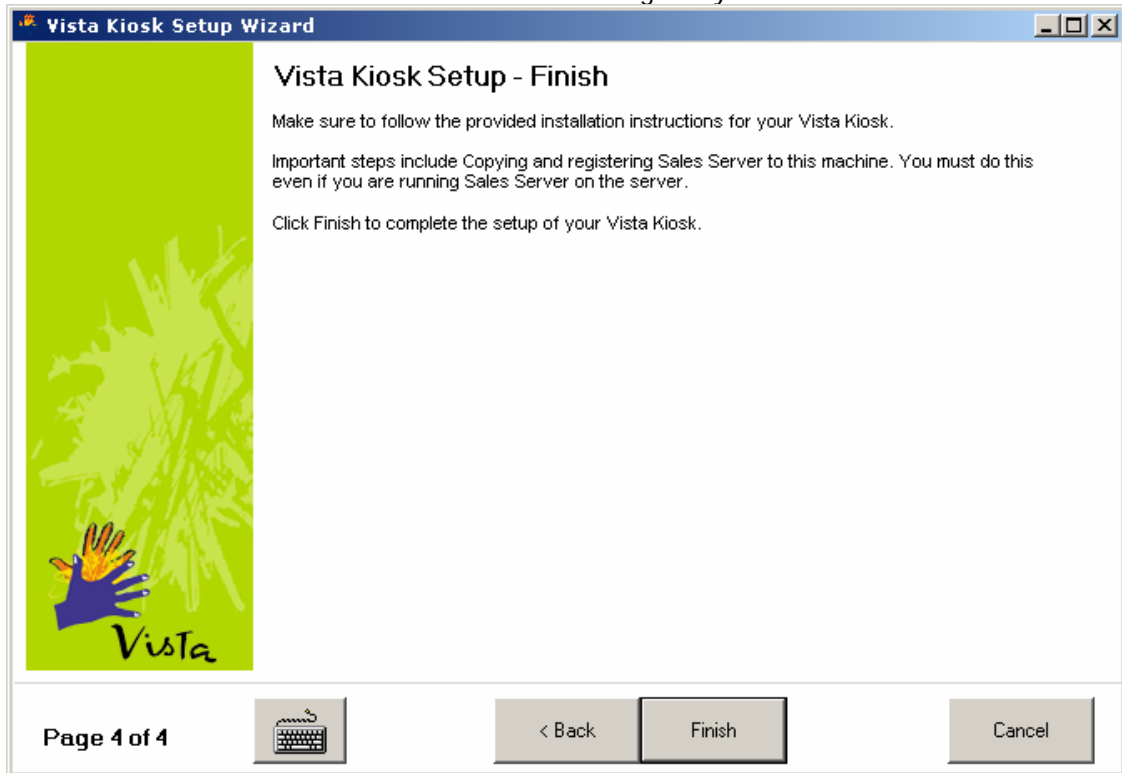 Vista Kiosk Setup Wizard
Vista Kiosk Setup - Finish
Make sure to follow the provided installation instructions for your Vista Kiosk.
Important steps include Copying and registering Sales Server to this machine. You must do this
even if you are running Sales Server on the server.
Click Finish to complete the setup of your Vista Kiosk.
Vista
Page 4 of 4
< Back
Finish
Cancel